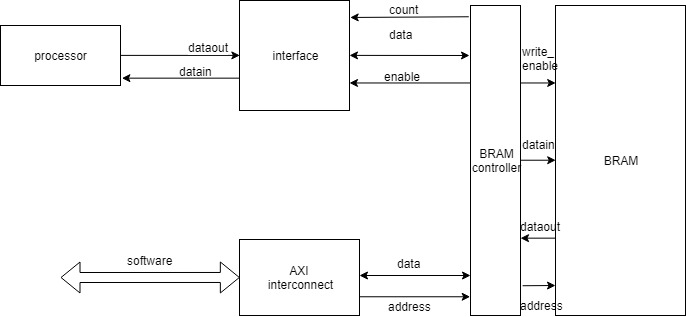 count
dataout
data
processor
interface
write_
enable
datain
enable
datain
BRAM
controller
BRAM
dataout
software
AXI
interconnect
data
address
address